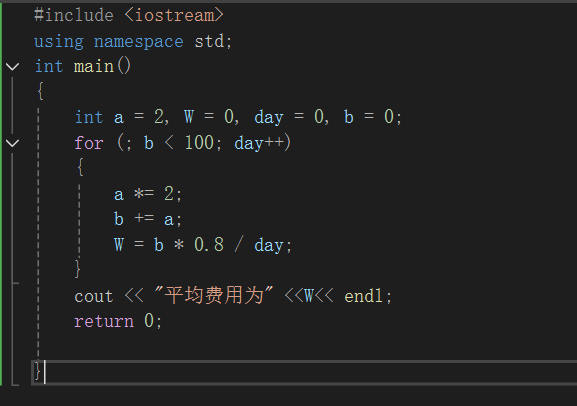 #include <iostream>
using namespace std;
int main()
{
int a = 2, W = 0, day = 0, b = 0;
for (; b < 100; day++)
{
a *= 2;
b += a;
W = b * 0.8 / day;
}
cout << "平均费用为" <<W<< endl;
return 0;
}